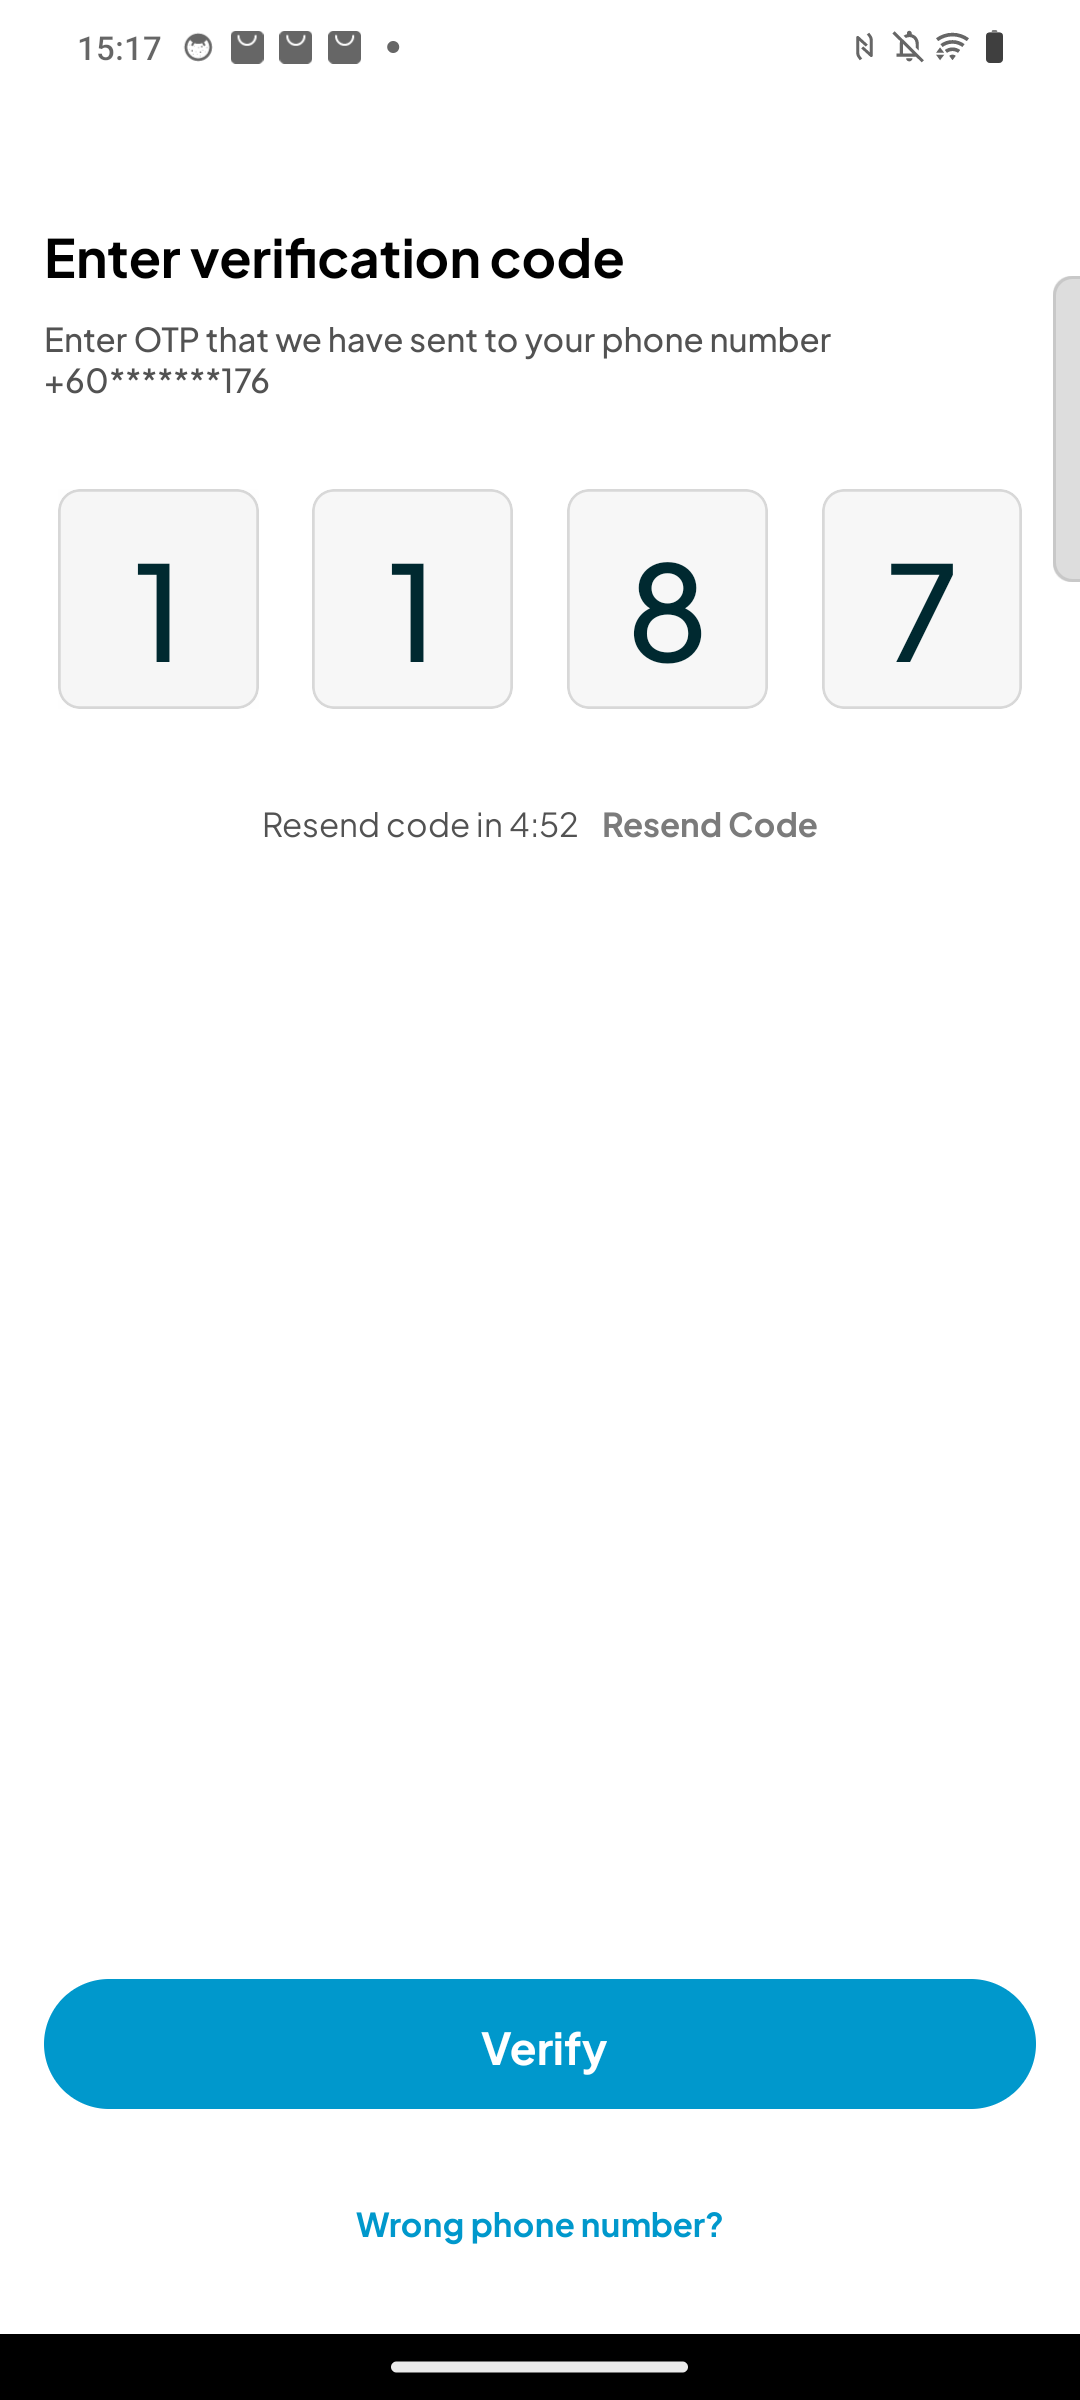 15:17
Enter verification code
Enter OTP that we have sent to your phone number
+60*******176
1 1 8 7
Resend code in 4:52 Resend Code
Verify
Wrong phone number?